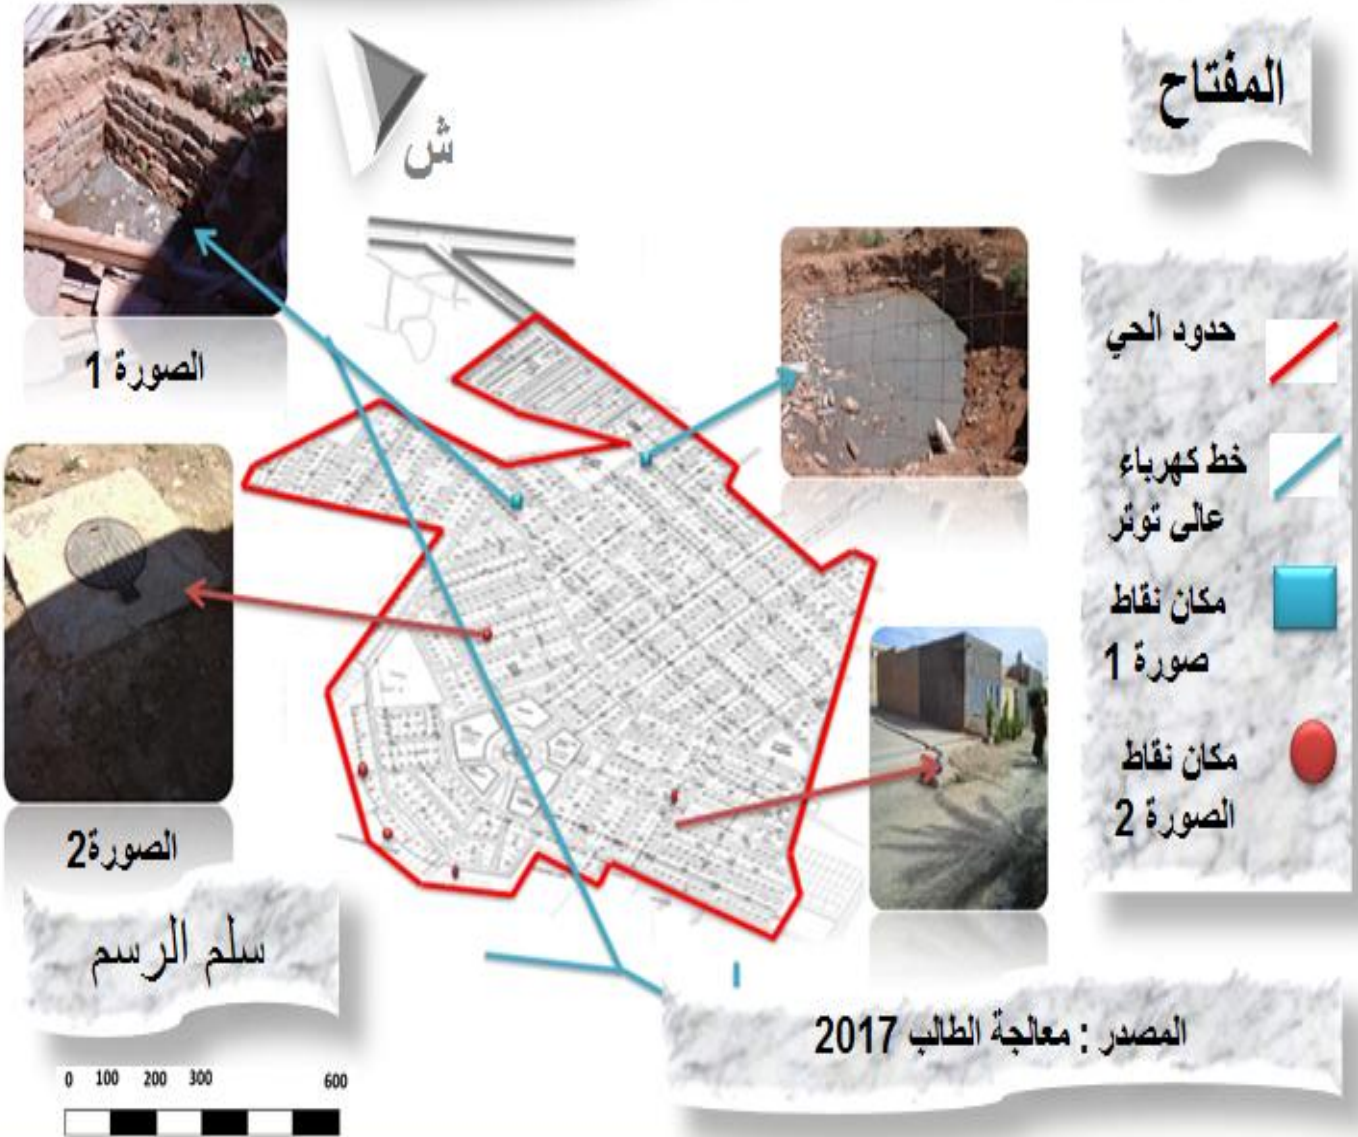 المفتاح
ش
حدود الحي
خط كهرباء
عالى توتر
مكان نقاط
صورة 1
مكان نقاط
الصورة 2
الصورة 1
الصورة2
سلم الرسم
0 100 200 300 600
المصدر : معالجة الطالب 2017